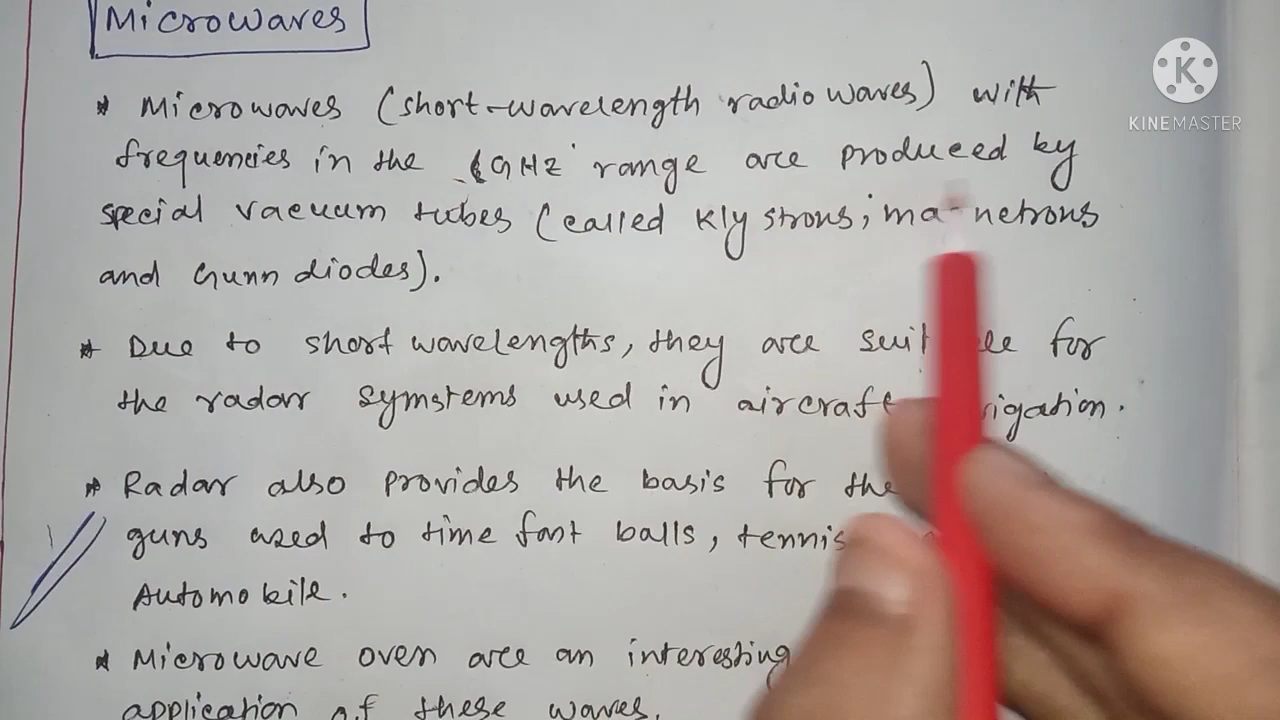 Microwaves
* Microwaves (short-wavelength radio waves) with
frequencies in the GHz range are produced by
special vacuum tubes (called Klystrons; ma netrons
and Gunn diodes).
* Due to short wavelengths, they are suit le for
the radar symstems used in aircraft igation.
* Radar also provides the basis for the
guns used to time fast balls, tennis
Automobile.
* Microwave oven are an interesting
application of these waves.
K
KINEMASTER